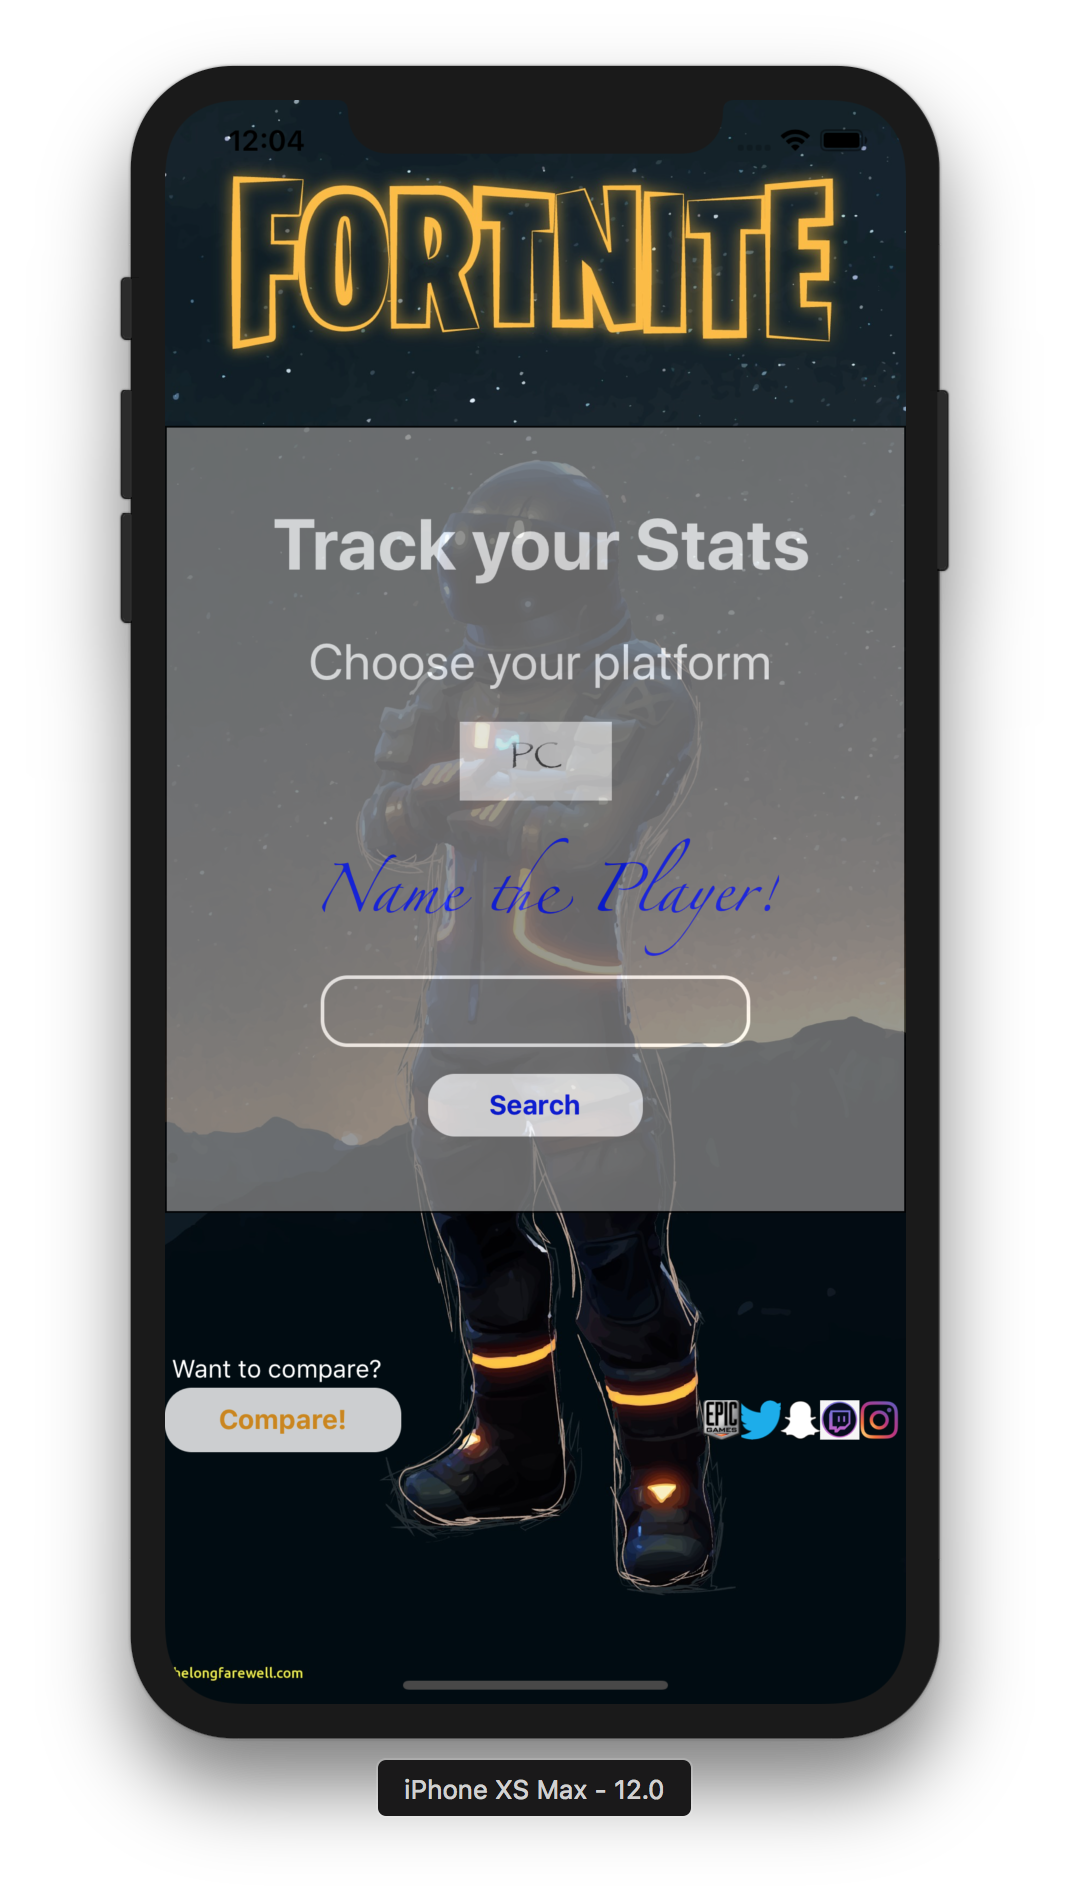 12:04
FORTNITE
Track your Stats
Choose your platform
PC
Name the Player!
Search
Want to compare?
Compare!
EPIC
GAMES
helongfarewell.com
iPhone XS Max - 12.0